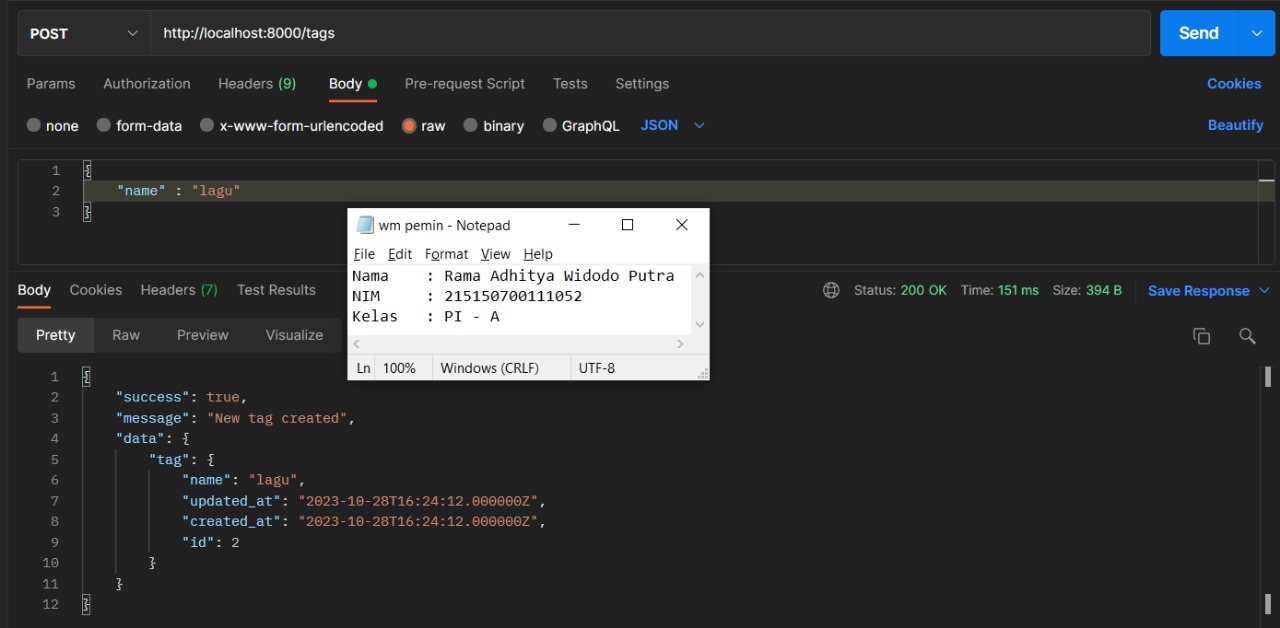 POST http://localhost:8000/tags Send
Params Authorization Headers (9) Body Pre-request Script Tests Settings Cookies
none form-data x-www-form-urlencoded raw binary GraphQL JSON Beautify
1 {
2 "name" : "lagu"
3 }
wm pemin - Notepad
File Edit Format View Help
Nama : Rama Adhitya Widodo Putra
NIM : 215150700111052
Kelas : PI - A
Ln 100% Windows (CRLF) UTF-8
Body Cookies Headers (7) Test Results Status: 200 OK Time: 151 ms Size: 394 B Save Response
Pretty Raw Preview Visualize
1 {
2 "success": true,
3 "message": "New tag created",
4 "data": {
5 "tag": {
6 "name": "lagu",
7 "updated_at": "2023-10-28T16:24:12.000000Z",
8 "created_at": "2023-10-28T16:24:12.000000Z",
9 "id": 2
10 }
11 }
12 }